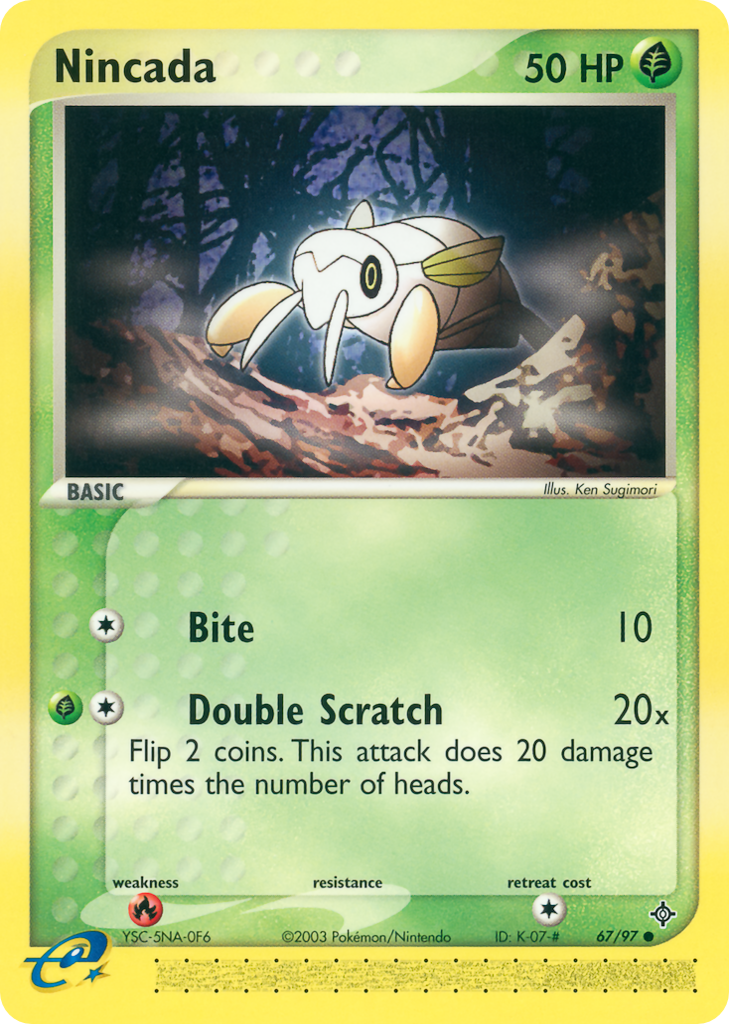 Nincada 50 HP
BASIC Illus. Ken Sugimori
Bite 10
Double Scratch 20x
Flip 2 coins. This attack does 20 damage
times the number of heads.
weakness resistance retreat cost
YSC-5NA-0F6 ©2003 Pokémon/Nintendo ID: K-07-# 67/97
e